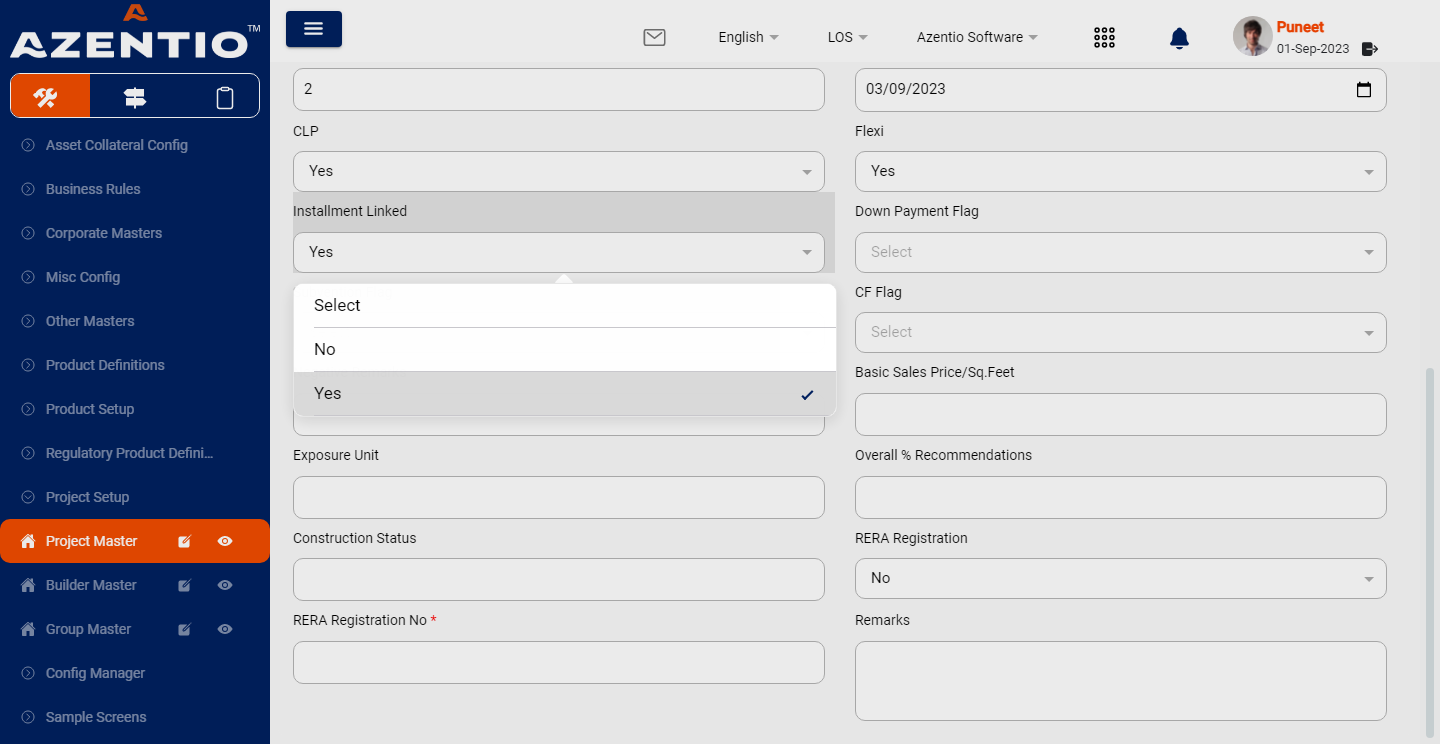 AZENTIO TM
English
LOS
Azentio Software
Puneet
01-Sep-2023
Asset Collateral Config
Business Rules
Corporate Masters
Misc Config
Other Masters
Product Definitions
Product Setup
Regulatory Product Defini...
Project Setup
Project Master
Builder Master
Group Master
Config Manager
Sample Screens
2
03/09/2023
CLP
Flexi
Yes
Yes
Installment Linked
Down Payment Flag
Yes
Select
Select
No
Yes
CF Flag
Select
Basic Sales Price/Sq.Feet
Exposure Unit
Overall % Recommendations
Construction Status
RERA Registration
No
RERA Registration No *
Remarks